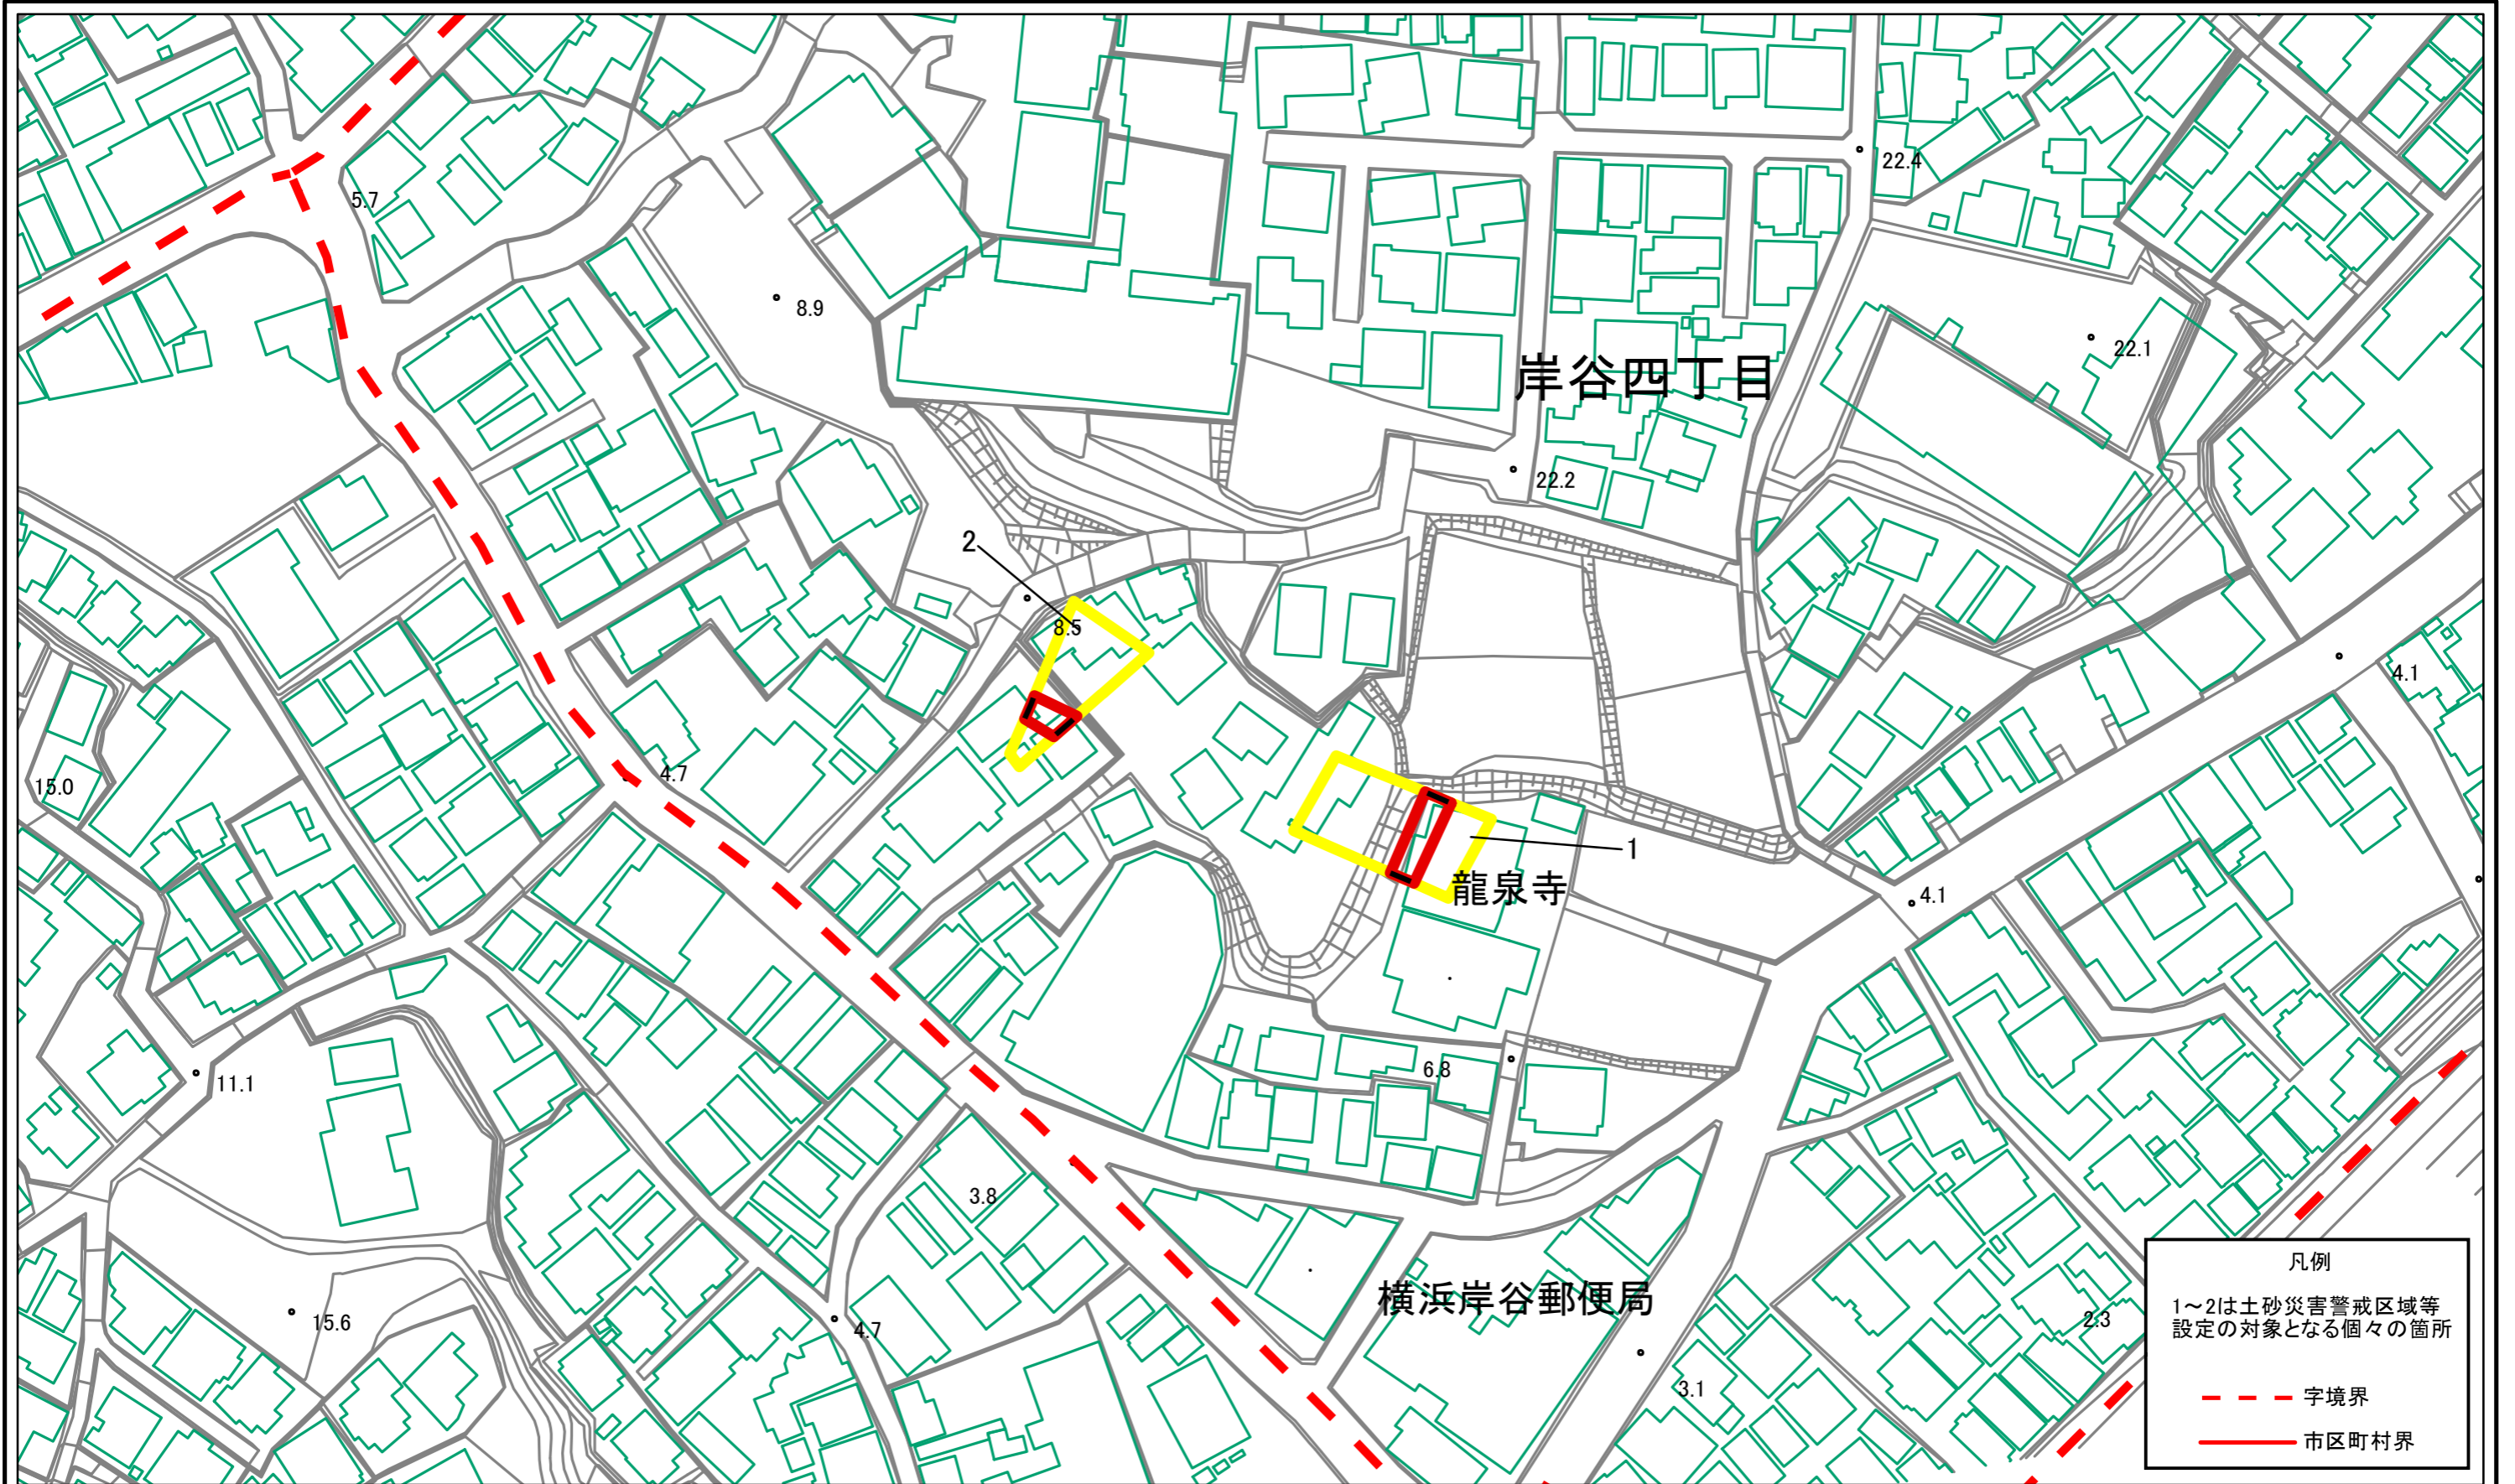 22.4
5.7
8.9
22.1
岸谷四丁目
22.2
2
8.5
4.1
4.7
15.0
1
龍泉寺
4.1
6.8
11.1
3.8
横浜岸谷郵便局
15.6
4.7
2.3
3.1
凡例
1～2は土砂災害警戒区域等
設定の対象となる個々の箇所
字境界
市区町村界